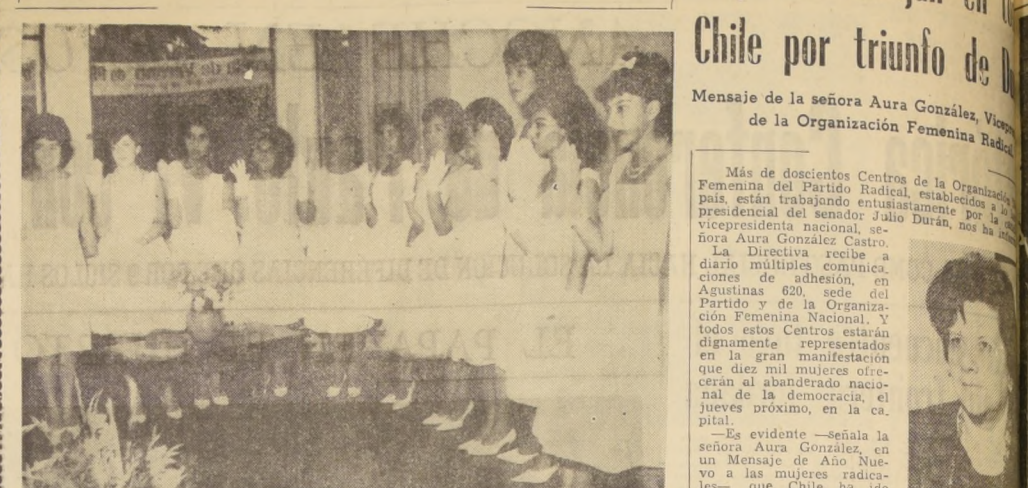 Chile por triunfo de
Mensaje de la señora Aura González,
de la Organización Femenina Radical
Más de doscientos Centros de la Organización
Femenina del Partido Radical, establecidos a lo
país, están trabajando entusiastamente por la
presidencial del senador Julio Durán, nos ha
vicepresidenta nacional, se-
ñora Aura González Castro.
La Directiva recibe a
diario múltiples comunica-
ciones de adhesión, en
Agustinas 620, sede del
Partido y de la Organiza-
ción Femenina Nacional. Y
todos estos Centros estarán
dignamente representados
en la gran manifestación
que diez mil mujeres ofre-
cerán al abanderado nacio-
nal de la democracia, el
jueves próximo, en la ca
pital.
—Es evidente —señala la
señora Aura González, en
un Mensaje de Año Nue-
vo a las mujeres radica-
les— que Chile ha ido